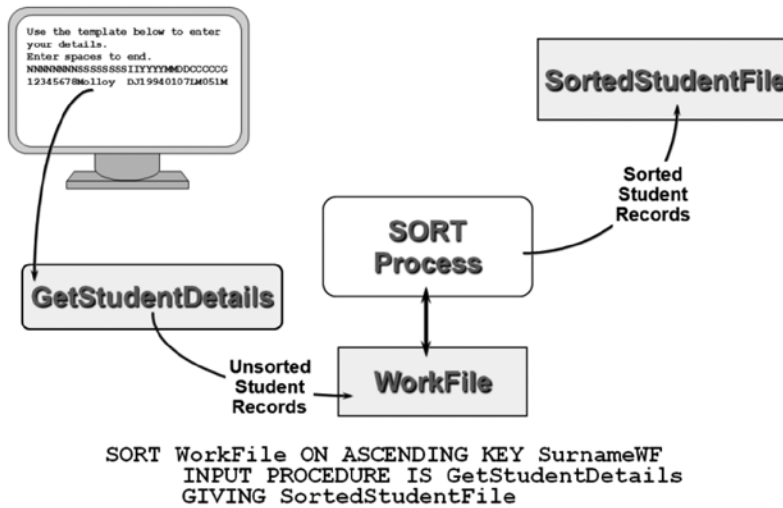 Use the template below to enter
your details.
Enter spaces to end.
NNNNNNNSSSSSSSSIIYYYYMMDDCCCCCG
12345678Molloy  DJ19940107LM051M
SortedStudentFile
Sorted
Student
Records
SORT
Process
GetStudentDetails
Unsorted
Student
Records
WorkFile
SORT WorkFile ON ASCENDING KEY SurnameWF
INPUT PROCEDURE IS GetStudentDetails
GIVING SortedStudentFile